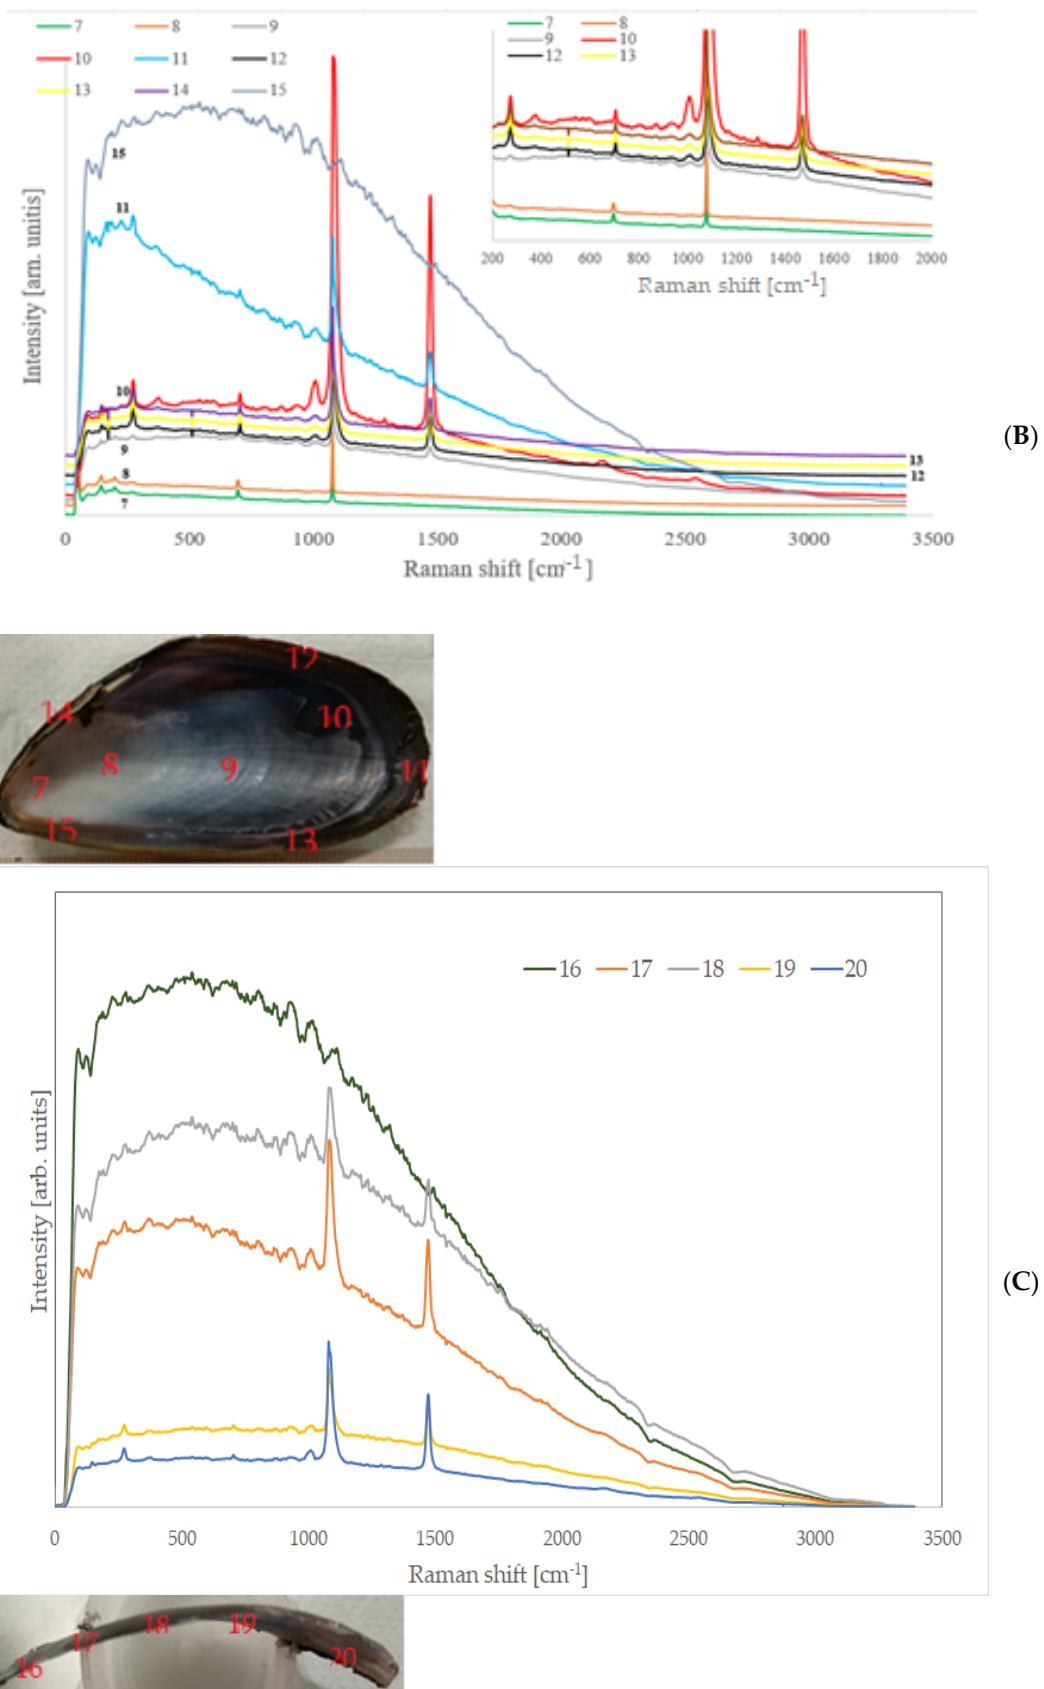 7 8 9
10 11 12
13 14 15
7 8
9 10
12 13
15
11
10
9
8
7
13
12
Intensity [arn. unitis]
200 400 600 800 1000 1200 1400 1600 1800 2000
Raman shift [cm-1]
(B)
0 500 1000 1500 2000 2500 3000 3500
Raman shift [cm-1]
12
14 10
8 9 11
7
15 13
16 17 18 19 20
Intensity [arb. units]
(C)
0 500 1000 1500 2000 2500 3000 3500
Raman shift [cm-1]
16 17 18 19 20